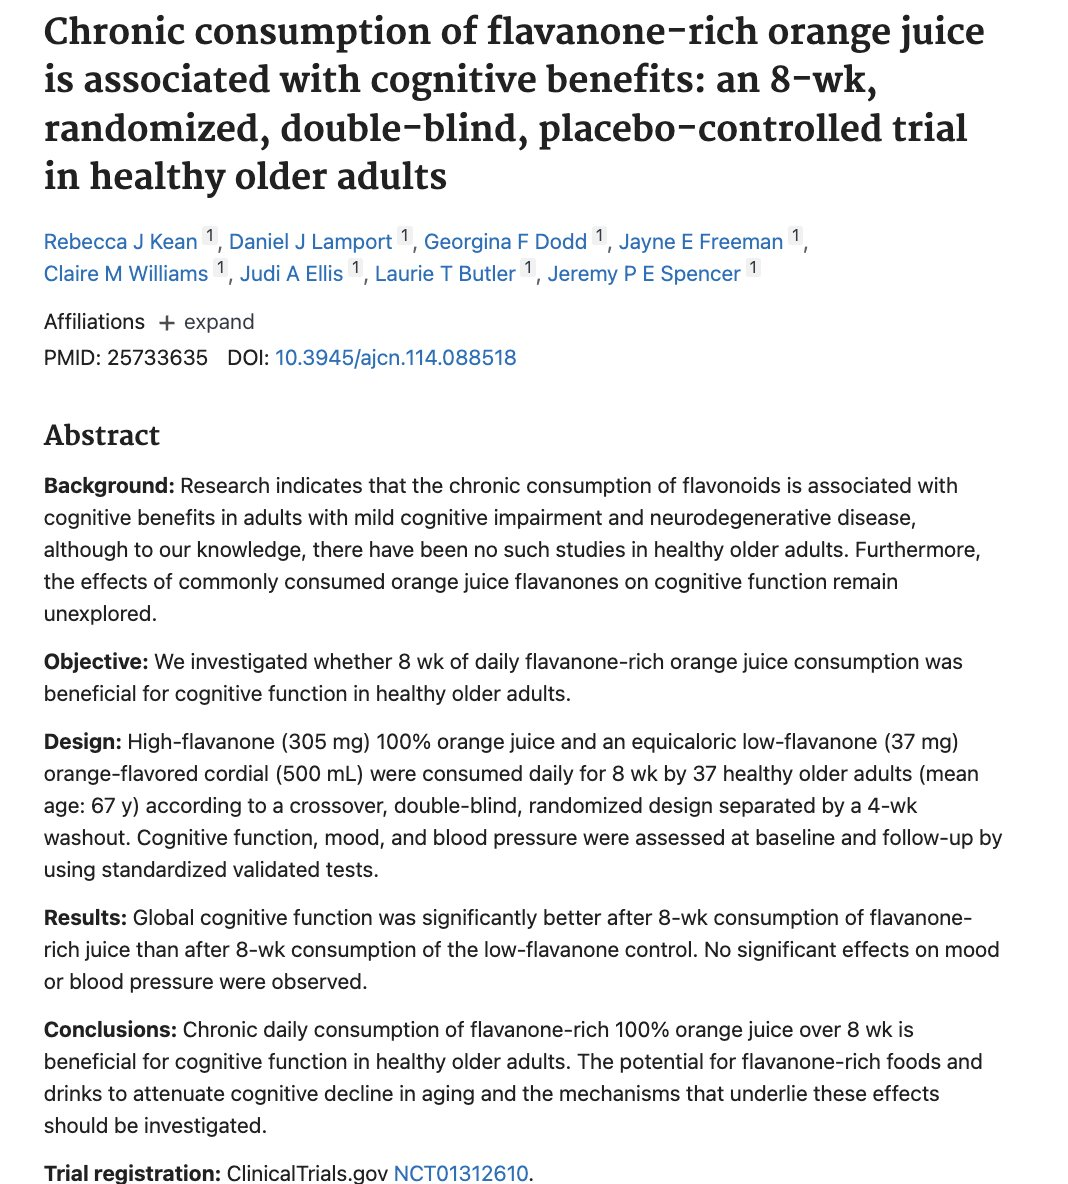 Chronic consumption of flavanone-rich orange juice
is associated with cognitive benefits: an 8-wk,
randomized, double-blind, placebo-controlled trial
in healthy older adults
Rebecca J Kean 1, Daniel J Lamport 1, Georgina F Dodd 1, Jayne E Freeman 1,
Claire M Williams 1, Judi A Ellis 1, Laurie T Butler 1, Jeremy P E Spencer 1
Affiliations + expand
PMID: 25733635 DOI: 10.3945/ajcn.114.088518
Abstract
Background: Research indicates that the chronic consumption of flavonoids is associated with
cognitive benefits in adults with mild cognitive impairment and neurodegenerative disease,
although to our knowledge, there have been no such studies in healthy older adults. Furthermore,
the effects of commonly consumed orange juice flavanones on cognitive function remain
unexplored.
Objective: We investigated whether 8 wk of daily flavanone-rich orange juice consumption was
beneficial for cognitive function in healthy older adults.
Design: High-flavanone (305 mg) 100% orange juice and an equicaloric low-flavanone (37 mg)
orange-flavored cordial (500 mL) were consumed daily for 8 wk by 37 healthy older adults (mean
age: 67 y) according to a crossover, double-blind, randomized design separated by a 4-wk
washout. Cognitive function, mood, and blood pressure were assessed at baseline and follow-up by
using standardized validated tests.
Results: Global cognitive function was significantly better after 8-wk consumption of flavanone-
rich juice than after 8-wk consumption of the low-flavanone control. No significant effects on mood
or blood pressure were observed.
Conclusions: Chronic daily consumption of flavanone-rich 100% orange juice over 8 wk is
beneficial for cognitive function in healthy older adults. The potential for flavanone-rich foods and
drinks to attenuate cognitive decline in aging and the mechanisms that underlie these effects
should be investigated.
Trial registration: ClinicalTrials.gov NCT01312610.